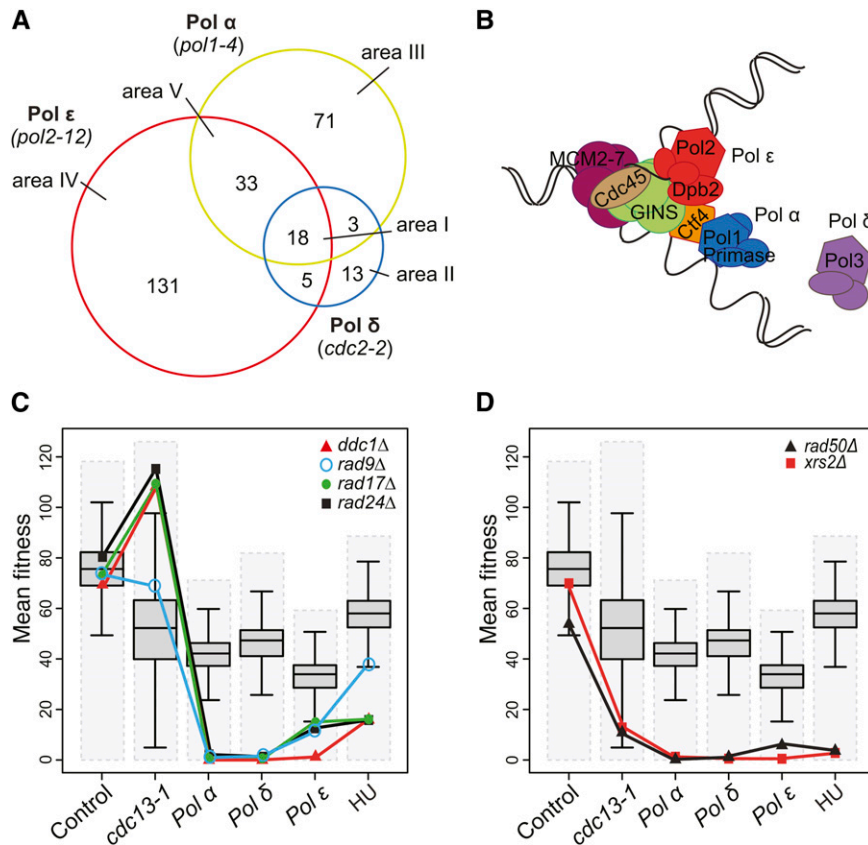 A
Pol α
(pol1-4)
area III
area V
Pol ε
(pol2-12)
71
area IV
33
3
area I
18
area II
131
5
13
Pol δ
(cdc2-2)
B
MCM2-7
Pol2
Pol ε
Cdc45
Dpb2
GINS
Ctf4
Pol α
Pol δ
Pol1
Primase
Pol3
C
ddc1Δ
rad9Δ
rad17Δ
rad24Δ
Mean fitness
120
100
80
60
40
20
0
Control
cdc13-1
Pol α
Pol δ
Pol ε
HU
D
rad50Δ
xrs2Δ
Mean fitness
120
100
80
60
40
20
0
Control
cdc13-1
Pol α
Pol δ
Pol ε
HU